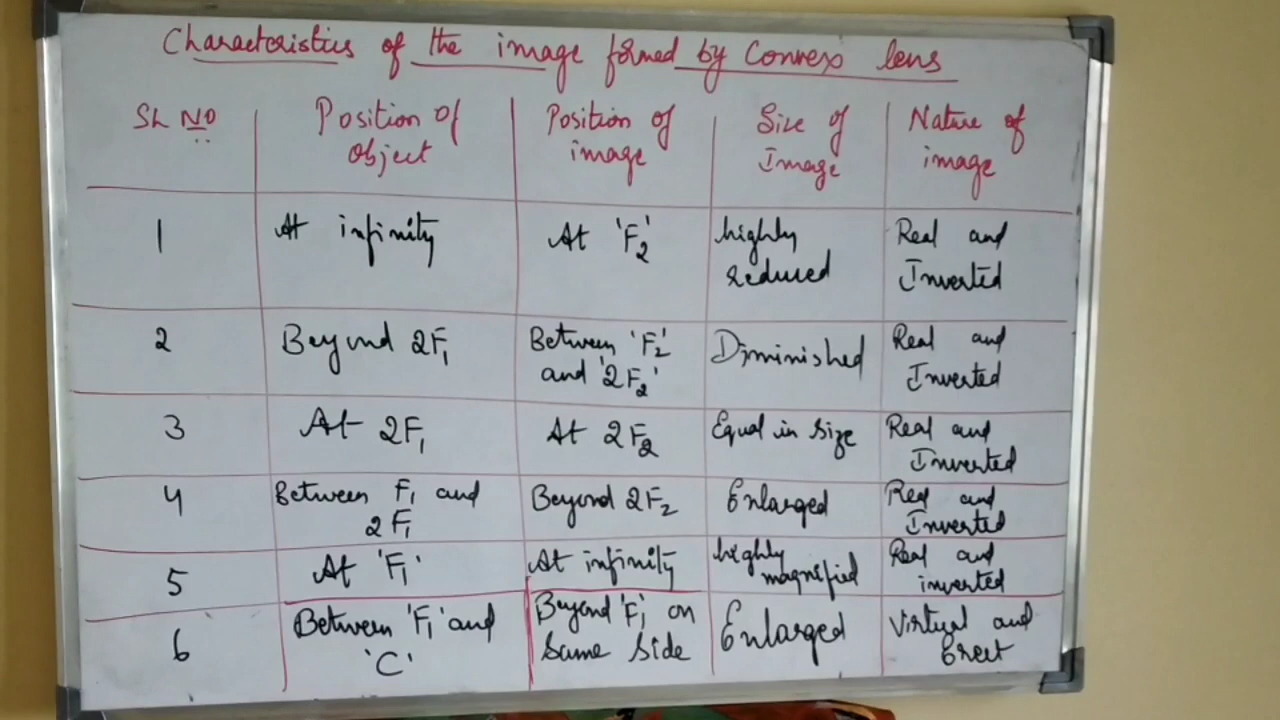 Characteristics of the image formed by Convex lens
SL NO
Position of
object
Position of
image
Size of
Image
Nature of
image
1
At infinity
At 'F₂'
highly
reduced
Real and
Inverted
2
Beyond 2F₁
Between 'F₂'
and '2F₂'
Diminished
Real and
Inverted
3
At 2F₁
At 2F₂
Equal in size
Real and
Inverted
4
Between F₁ and
2F₁
Beyond 2F₂
Enlarged
Real and
Inverted
5
At 'F₁'
At infinity
highly
magnified
Real and
inverted
6
Between 'F₁' and
'C'
Beyond 'F₁' on
Same Side
Enlarged
Virtual and
Erect